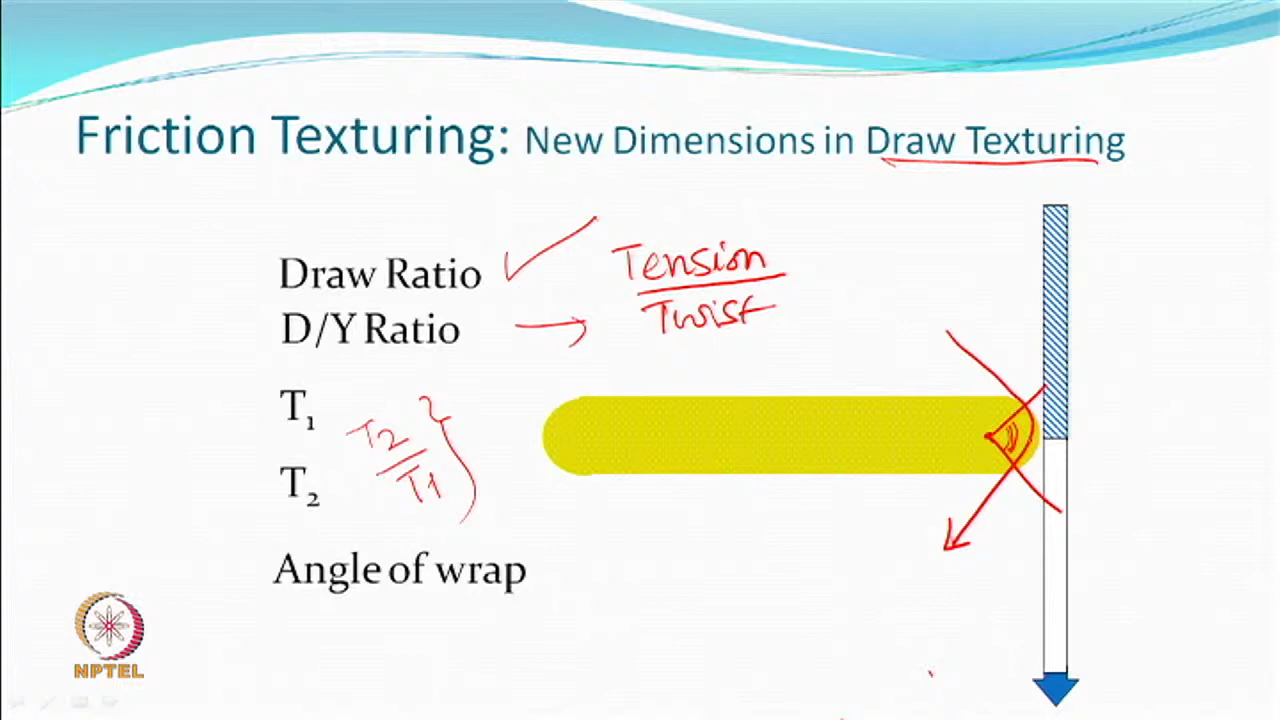 Friction Texturing: New Dimensions in Draw Texturing
Draw Ratio
Tension
D/Y Ratio
Twist
T₁
T2
T1
T₂
Angle of wrap
NPTEL